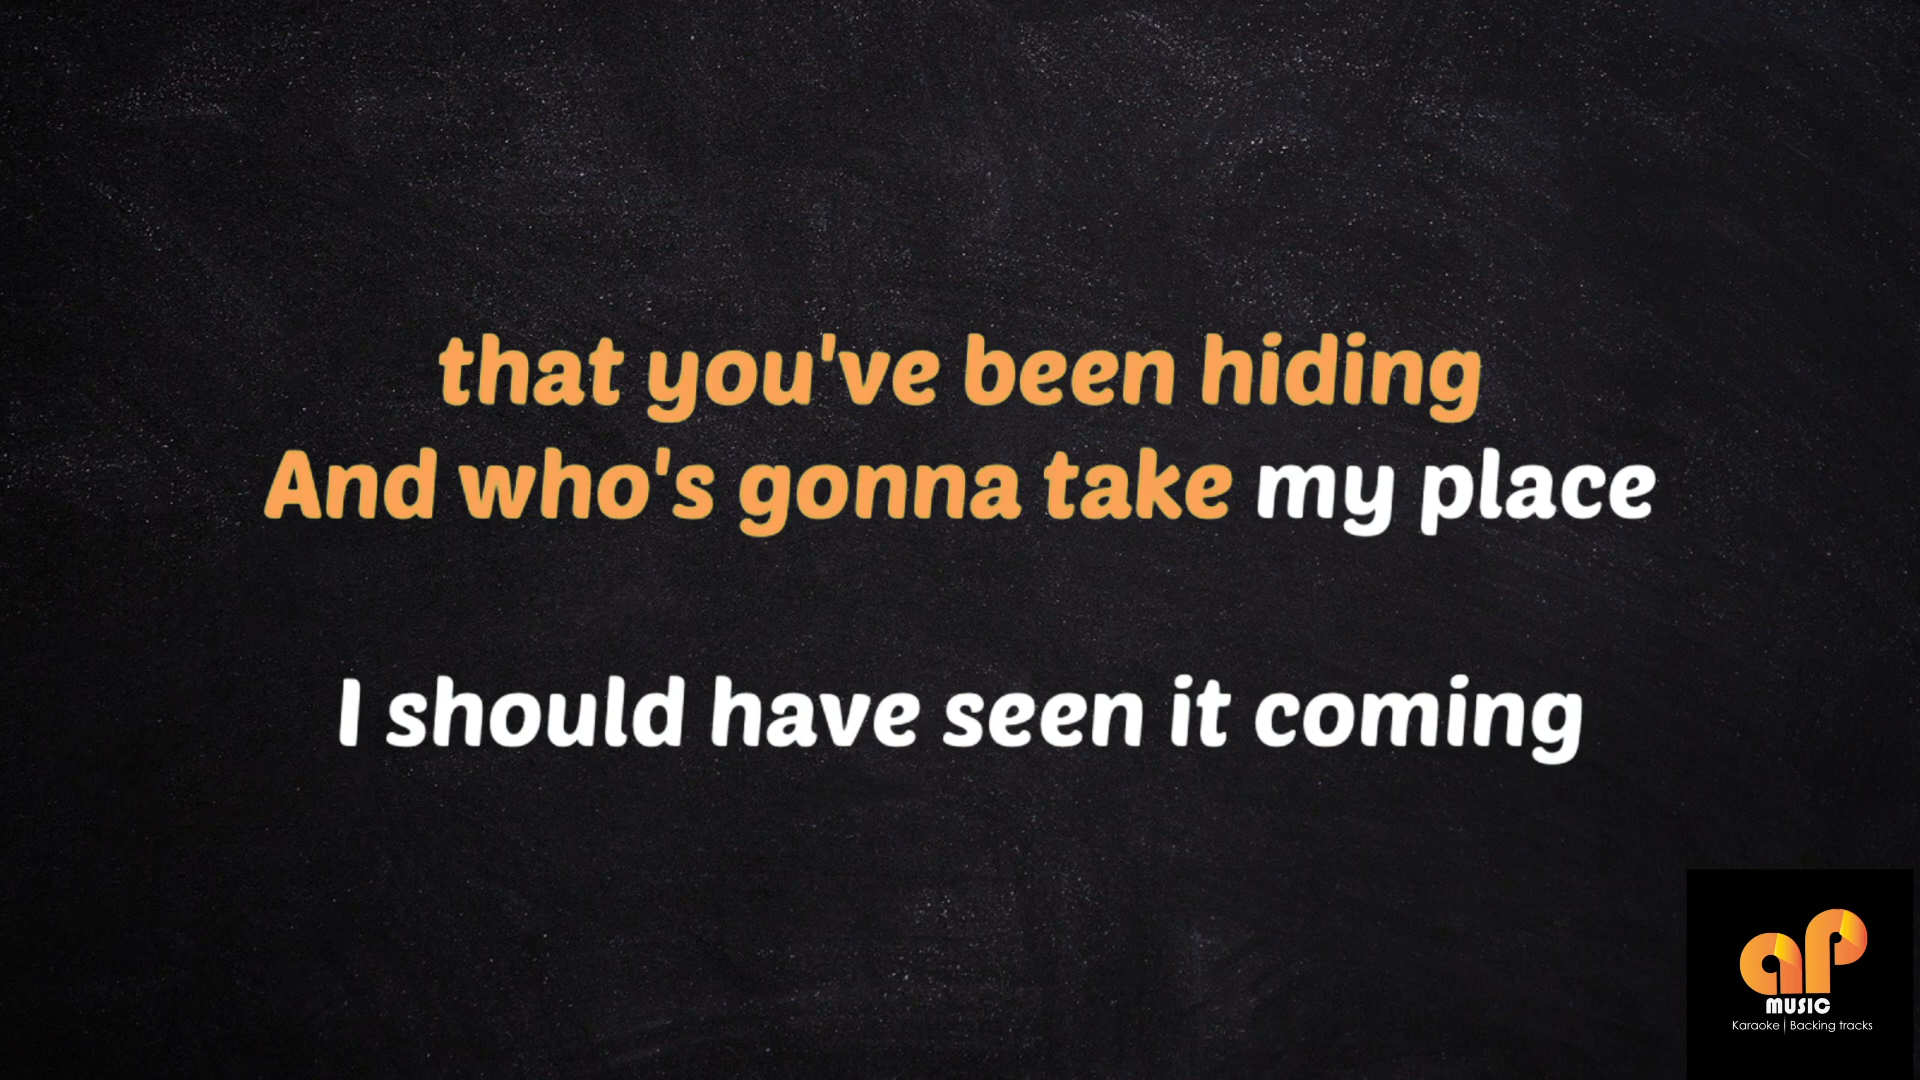 that you've been hiding
And who's gonna take my place
I should have seen it coming
aP
MUSIC
Karaoke | Backing tracks